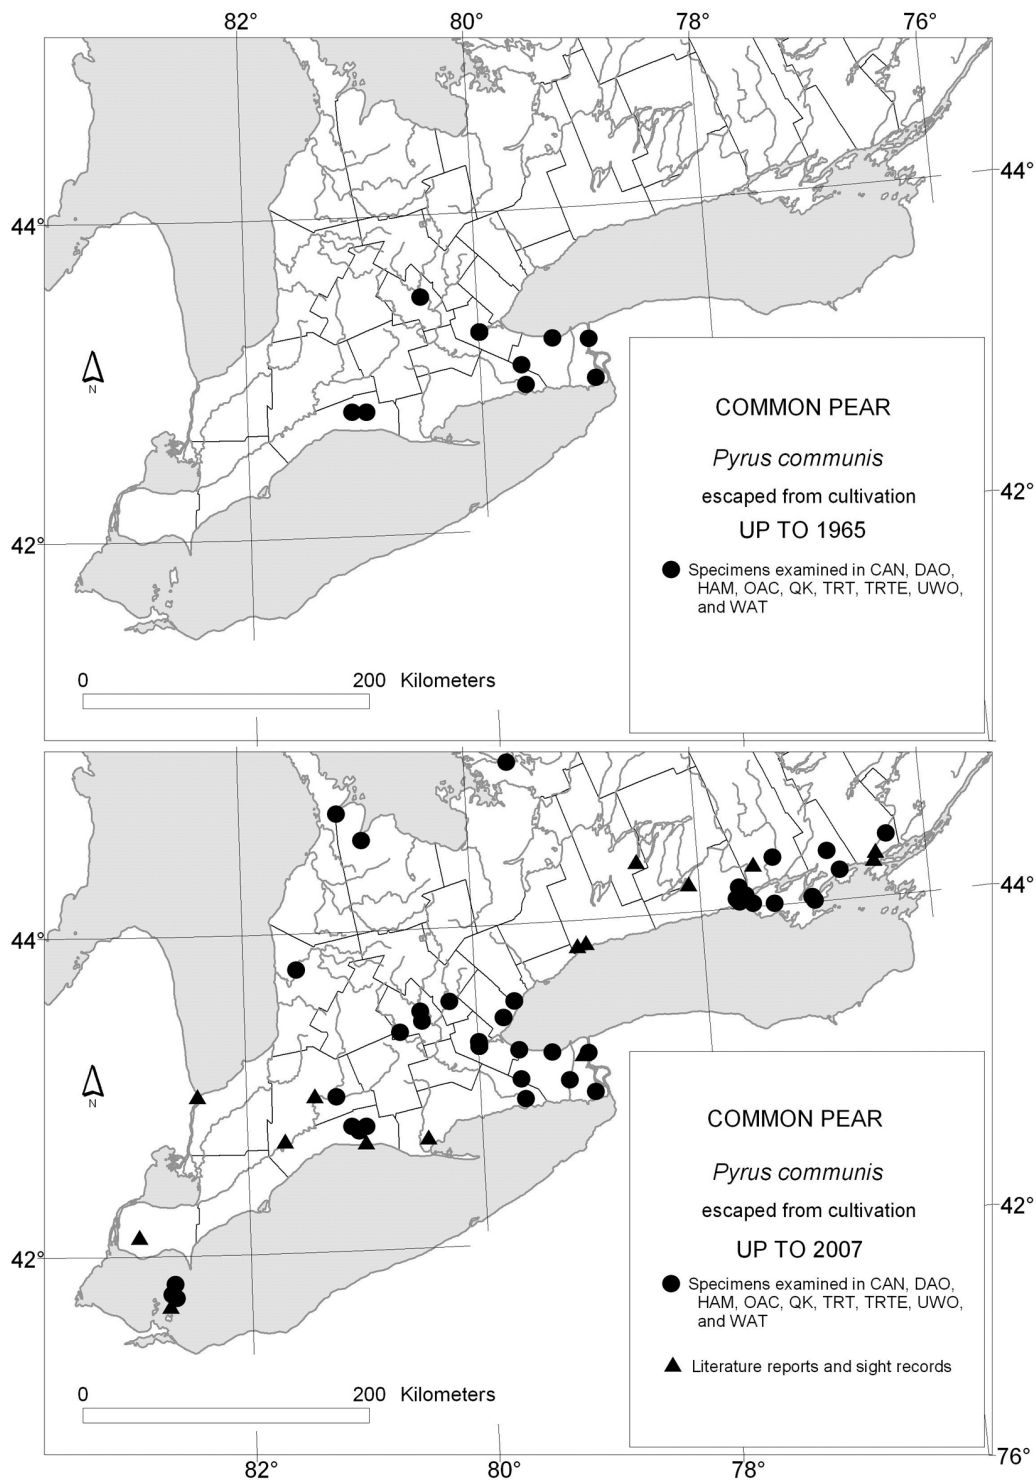 82° 80° 78° 76°
44°
44°
N
COMMON PEAR
Pyrus communis
escaped from cultivation
UP TO 1965
Specimens examined in CAN, DAO,
HAM, OAC, QK, TRT, TRTE, UWO,
and WAT
42°
42°
0 200 Kilometers
44°
44°
N
COMMON PEAR
Pyrus communis
escaped from cultivation
UP TO 2007
Specimens examined in CAN, DAO,
HAM, OAC, QK, TRT, TRTE, UWO,
and WAT
Literature reports and sight records
42°
42°
0 200 Kilometers
82° 80° 78° 76°